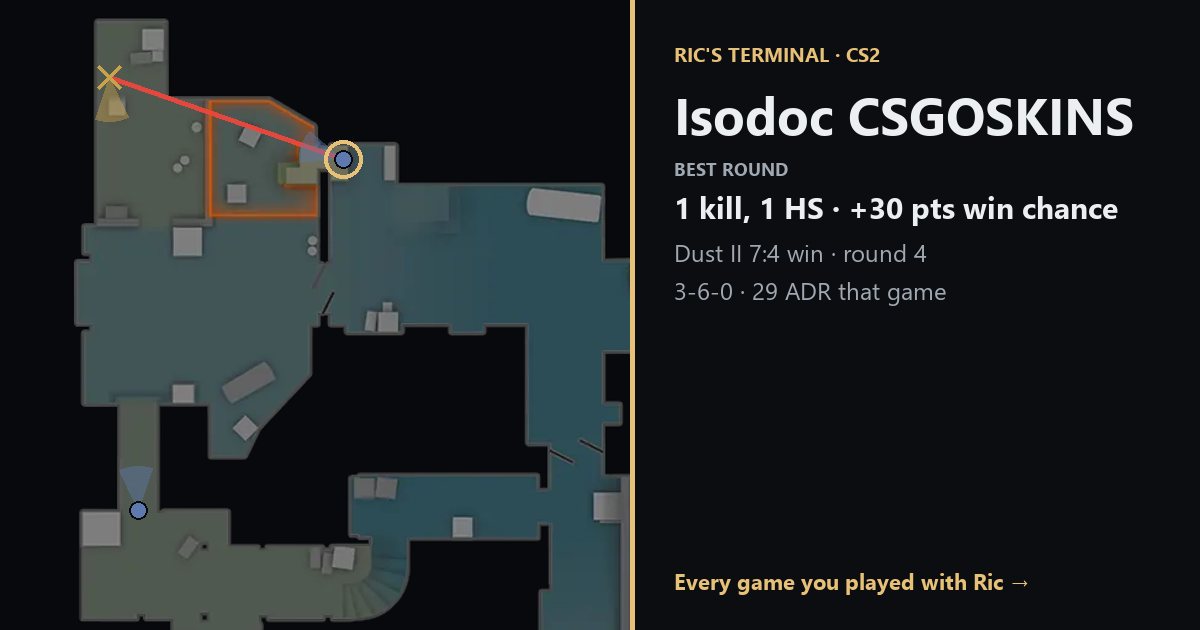 RIC'S TERMINAL · CS2
Isodoc CSGOSKINS
BEST ROUND
1 kill, 1 HS · +30 pts win chance
Dust II 7:4 win · round 4
3-6-0 · 29 ADR that game
Every game you played with Ric →